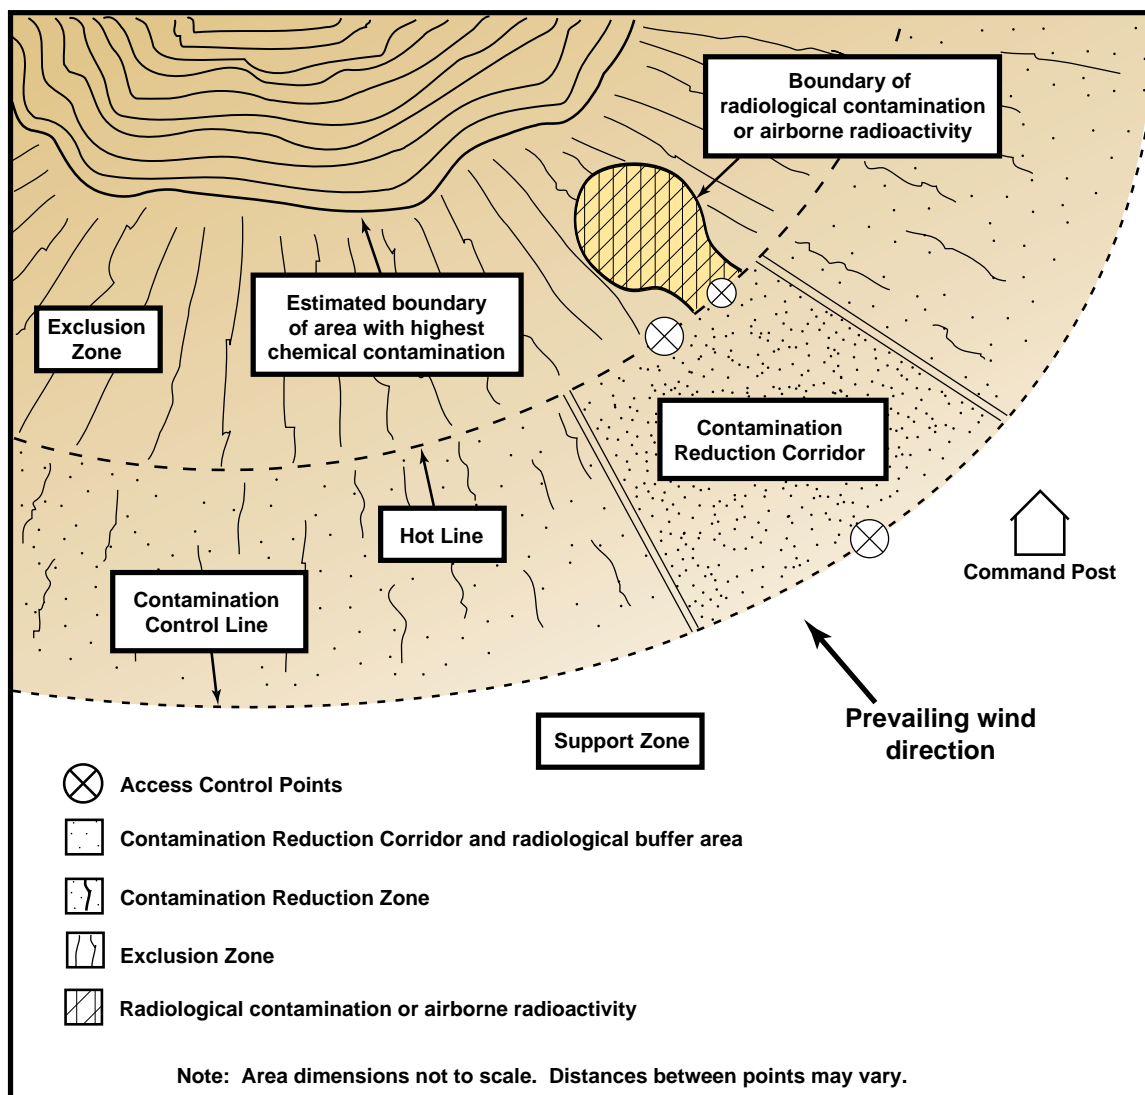 Boundary of
radiological contamination
or airborne radioactivity
Estimated boundary
of area with highest
chemical contamination
Exclusion
Zone
Contamination
Reduction Corridor
Hot Line
Command Post
Contamination
Control Line
Prevailing wind
direction
Support Zone
Access Control Points
Contamination Reduction Corridor and radiological buffer area
Contamination Reduction Zone
Exclusion Zone
Radiological contamination or airborne radioactivity
Note: Area dimensions not to scale. Distances between points may vary.